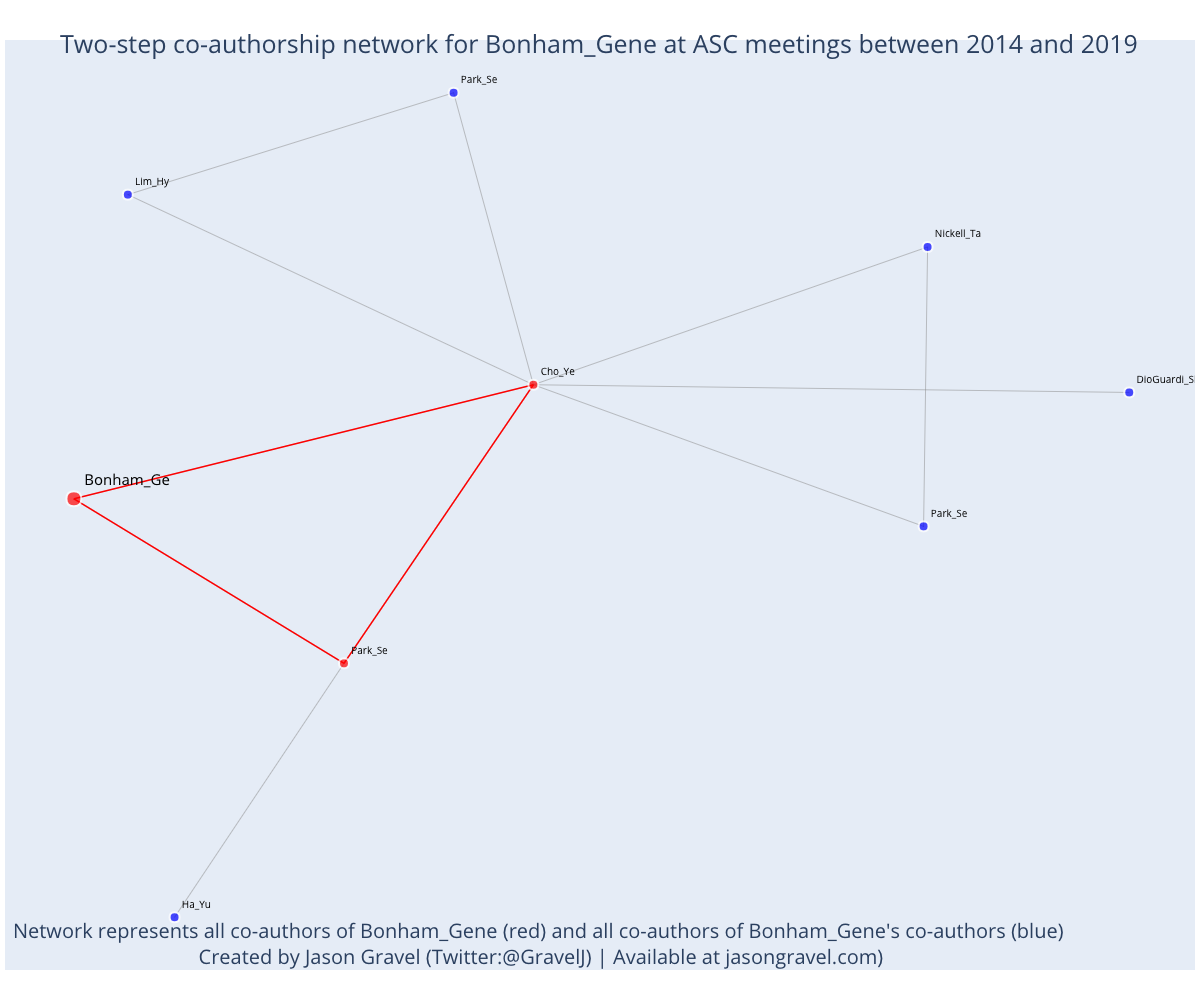 Two-step co-authorship network for Bonham_Gene at ASC meetings between 2014 and 2019
Park_Se
Lim_Hy
Nickell_Ta
Cho_Ye
DioGuardi_S
Bonham_Ge
Park_Se
Park_Se
Ha_Yu
Network represents all co-authors of Bonham_Gene (red) and all co-authors of Bonham_Gene's co-authors (blue)
Created by Jason Gravel (Twitter:@GravelJ) | Available at jasongravel.com)